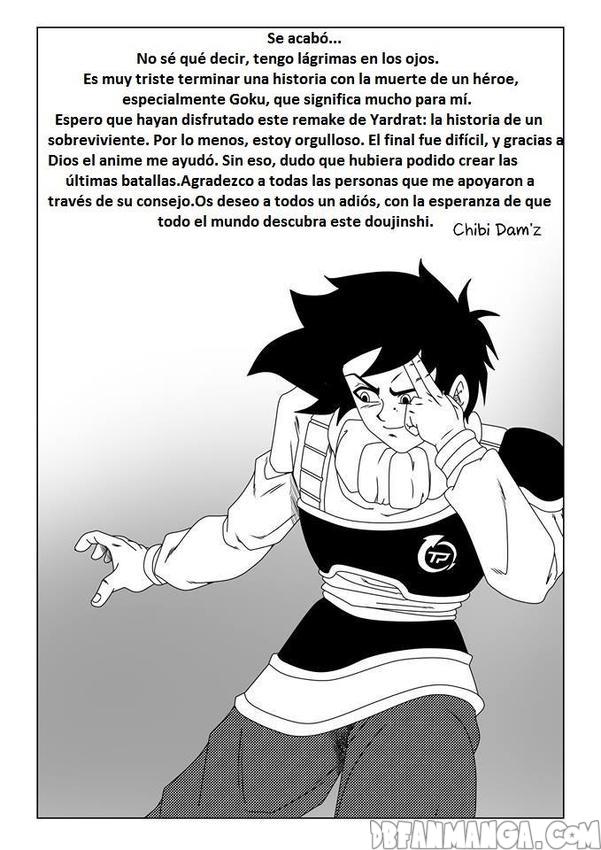 Se acabó...
No sé qué decir, tengo lágrimas en los ojos.
Es muy triste terminar una historia con la muerte de un héroe,
especialmente Goku, que significa mucho para mí.
Espero que hayan disfrutado este remake de Yardrat: la historia de un
sobreviviente. Por lo menos, estoy orgulloso. El final fue difícil, y gracias a
Dios el anime me ayudó. Sin eso, dudo que hubiera podido crear las
últimas batallas.Agradezco a todas las personas que me apoyaron a
través de su consejo.Os deseo a todos un adiós, con la esperanza de que
todo el mundo descubra este doujinshi.
Chibi Dam'z
TP
DBFANMANGA.COM